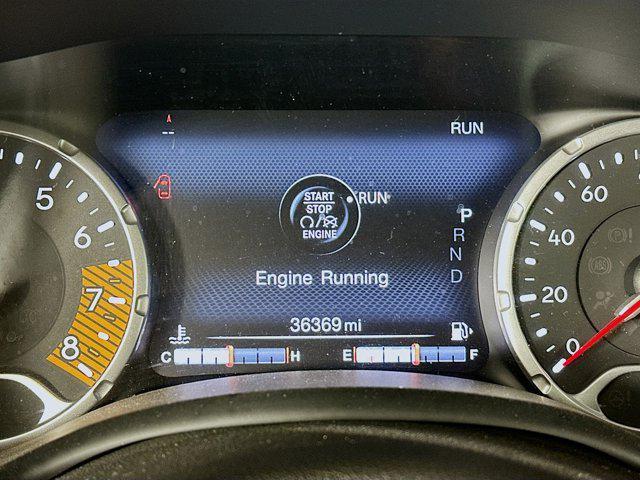 RUN
START
STOP
ENGINE
RUN
P
R
N
D
Engine Running
36369 mi
C H E F
5
6
7
8
60
40
20
0